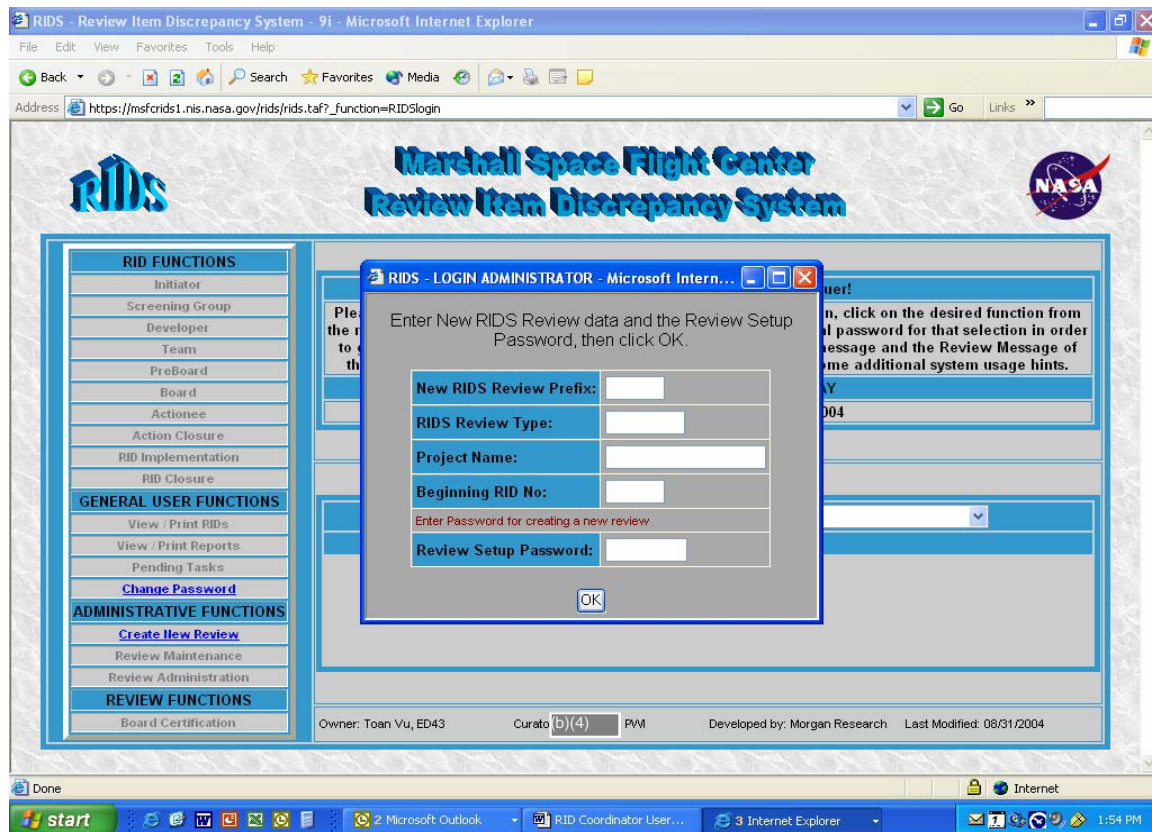 RIDS - Review Item Discrepancy System - 9i - Microsoft Internet Explorer
File Edit View Favorites Tools Help
Back Search Favorites Media
Address https://msfcrids1.nis.nasa.gov/rids/rids.taf?_function=RIDSlogin Go Links »
RIDS
Marshall Space Flight Center
Review Item Discrepancy System
NASA
RID FUNCTIONS
Initiator
Screening Group
Developer
Team
PreBoard
Board
Actionee
Action Closure
RID Implementation
RID Closure
GENERAL USER FUNCTIONS
View / Print RIDs
View / Print Reports
Pending Tasks
Change Password
ADMINISTRATIVE FUNCTIONS
Create New Review
Review Maintenance
Review Administration
REVIEW FUNCTIONS
Board Certification
uer!
Ple n, click on the desired function from
the r l password for that selection in order
to g essage and the Review Message of
th me additional system usage hints.
AY
004
RIDS - LOGIN ADMINISTRATOR - Microsoft Intern...
Enter New RIDS Review data and the Review Setup
Password, then click OK.
New RIDS Review Prefix:
RIDS Review Type:
Project Name:
Beginning RID No:
Enter Password for creating a new review
Review Setup Password:
OK
Owner: Toan Vu, ED43 Curato (b)(4) PVM Developed by: Morgan Research Last Modified: 08/31/2004
Done Internet
start 2 Microsoft Outlook RID Coordinator User... 3 Internet Explorer 1:54 PM